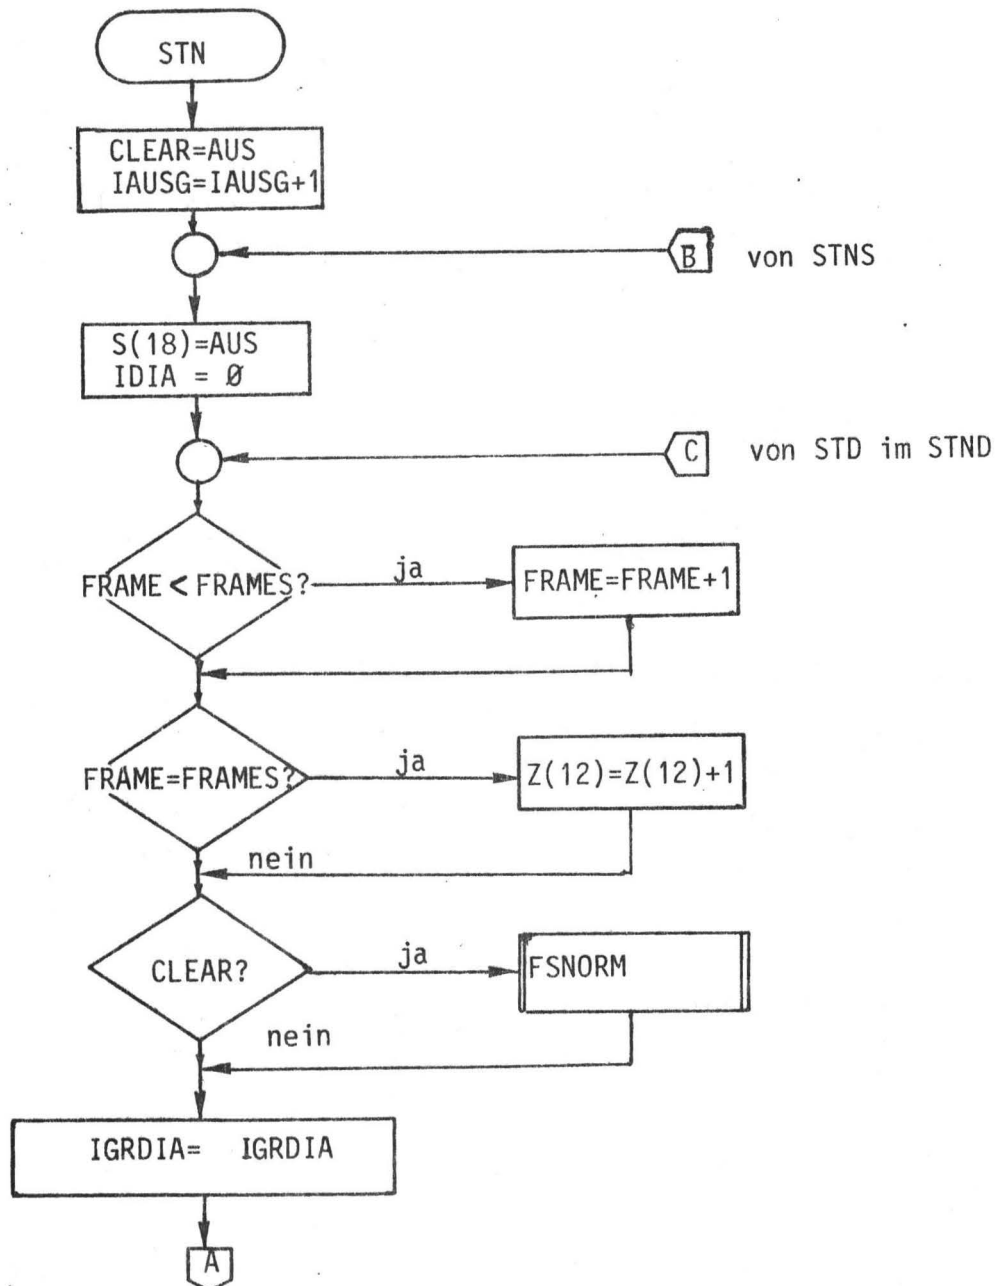 STN
CLEAR=AUS
IAUSG=IAUSG+1
B
von STNS
S(18)=AUS
IDIA = Ø
C
von STD im STND
FRAME < FRAMES?
ja
FRAME=FRAME+1
FRAME=FRAMES?
ja
Z(12)=Z(12)+1
nein
CLEAR?
ja
FSNORM
nein
IGRDIA= IGRDIA
A